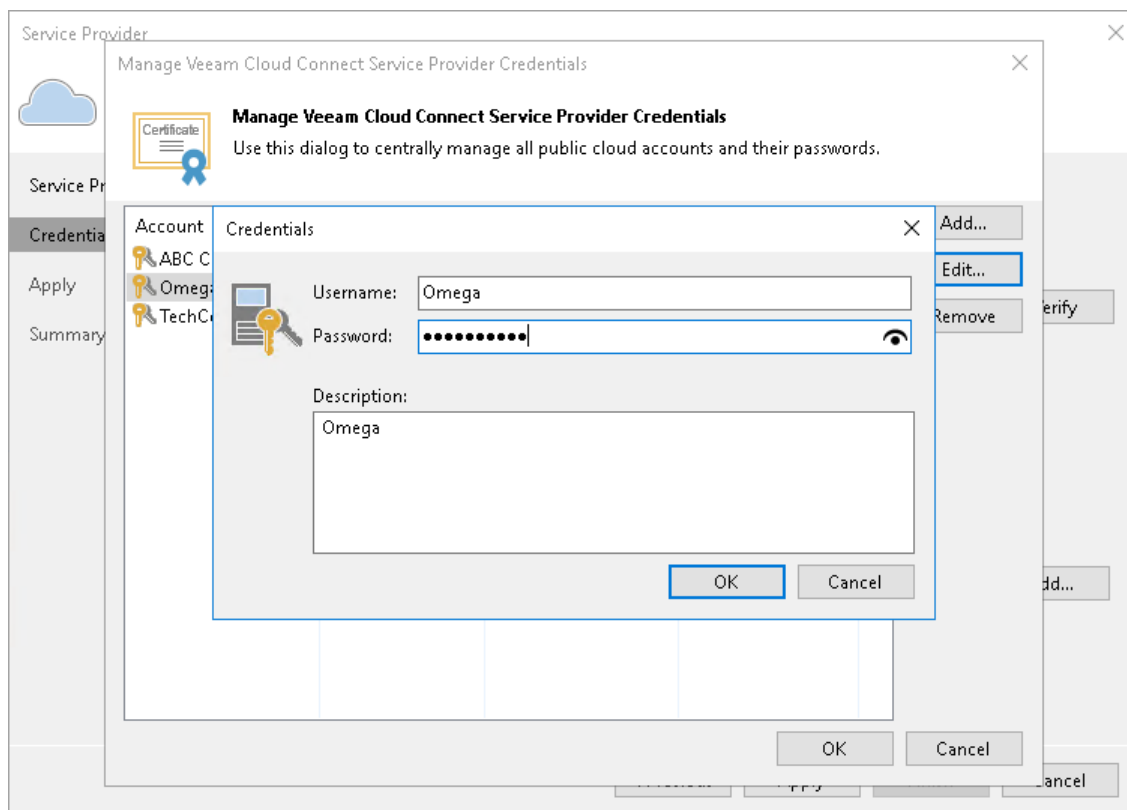 Service Provider
Manage Veeam Cloud Connect Service Provider Credentials
Manage Veeam Cloud Connect Service Provider Credentials
Use this dialog to centrally manage all public cloud accounts and their passwords.
Certificate
Service Pr
Credentia
Apply
Summary
Account
ABC C
Omega
TechC
Add...
Edit...
Remove
erify
dd...
Credentials
Username: Omega
Password: ●●●●●●●●●●
Description:
Omega
OK Cancel
OK Cancel
Apply
ancel